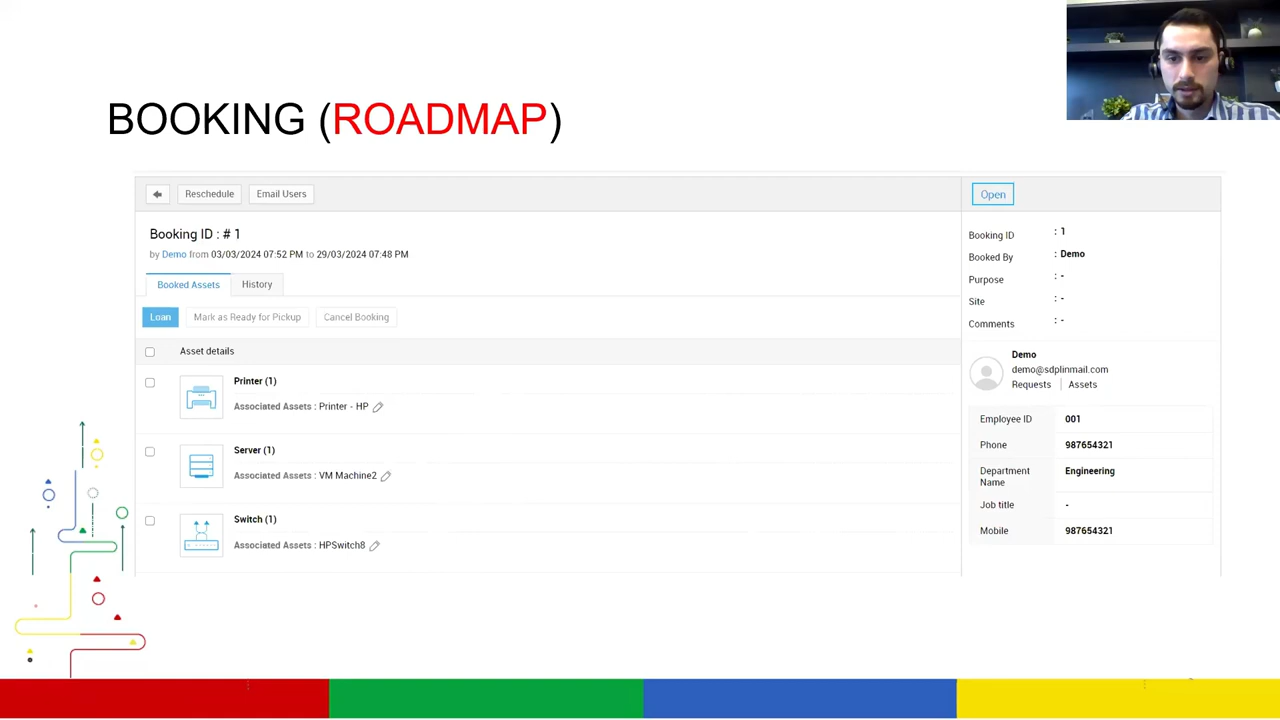 BOOKING (ROADMAP)
Reschedule
Email Users
Booking ID : # 1
by Demo from 03/03/2024 07:52 PM to 29/03/2024 07:48 PM
Booked Assets
History
Loan
Mark as Ready for Pickup
Cancel Booking
Asset details
Printer (1)
Associated Assets : Printer - HP
Server (1)
Associated Assets : VM Machine2
Switch (1)
Associated Assets : HPSwitch8
Open
Booking ID : 1
Booked By : Demo
Purpose : -
Site : -
Comments : -
Demo
demo@sdplinmail.com
Requests | Assets
Employee ID 001
Phone 987654321
Department Name Engineering
Job title -
Mobile 987654321